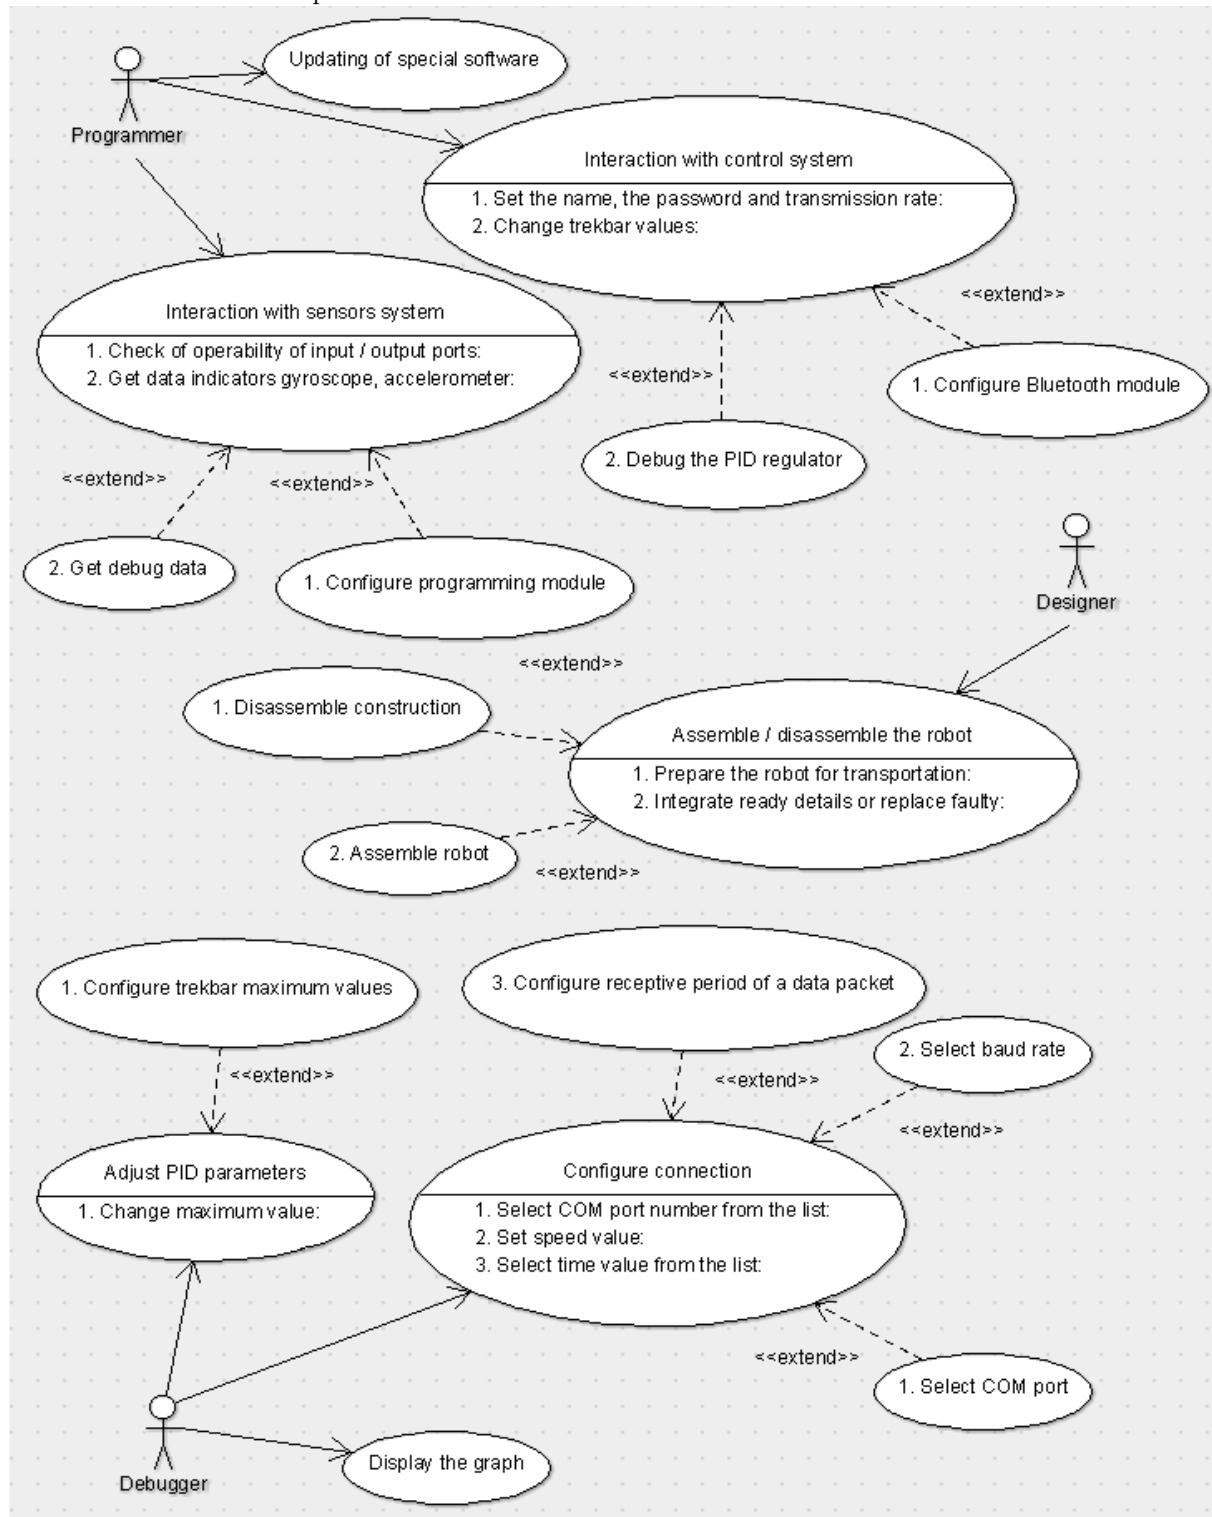 Updating of special software
Programmer
Interaction with control system
1. Set the name, the password and transmission rate:
2. Change trekbar values:
<<extend>>
Interaction with sensors system
1. Check of operability of input / output ports:
2. Get data indicators gyroscope, accelerometer:
<<extend>>
1. Configure Bluetooth module
2. Debug the PID regulator
<<extend>>
<<extend>>
2. Get debug data
1. Configure programming module
Designer
<<extend>>
1. Disassemble construction
Assemble / disassemble the robot
1. Prepare the robot for transportation:
2. Integrate ready details or replace faulty:
2. Assemble robot
<<extend>>
1. Configure trekbar maximum values
3. Configure receptive period of a data packet
2. Select baud rate
<<extend>>
<<extend>>
<<extend>>
Adjust PID parameters
1. Change maximum value:
Configure connection
1. Select COM port number from the list:
2. Set speed value:
3. Select time value from the list:
<<extend>>
1. Select COM port
Display the graph
Debugger